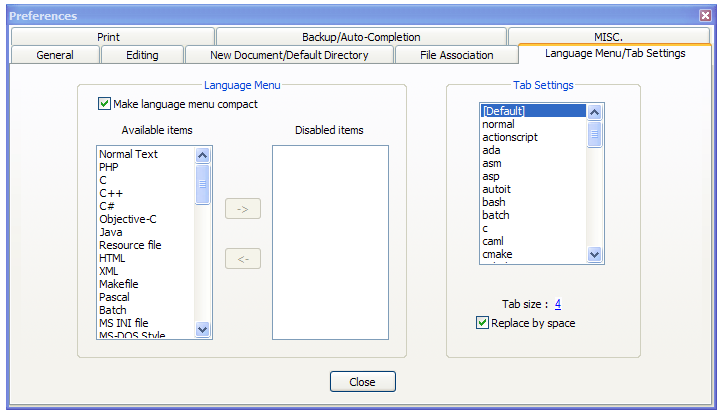 Preferences
Print
Backup/Auto-Completion
MISC.
General
Editing
New Document/Default Directory
File Association
Language Menu/Tab Settings
Language Menu
Make language menu compact
Available items
Disabled items
Normal Text
PHP
C
C++
C#
Objective-C
Java
Resource file
HTML
XML
Makefile
Pascal
Batch
MS INI file
MS-DOS Style
->
<-
Tab Settings
[Default]
normal
actionscript
ada
asm
asp
autoit
bash
batch
c
caml
cmake
Tab size : 4
Replace by space
Close